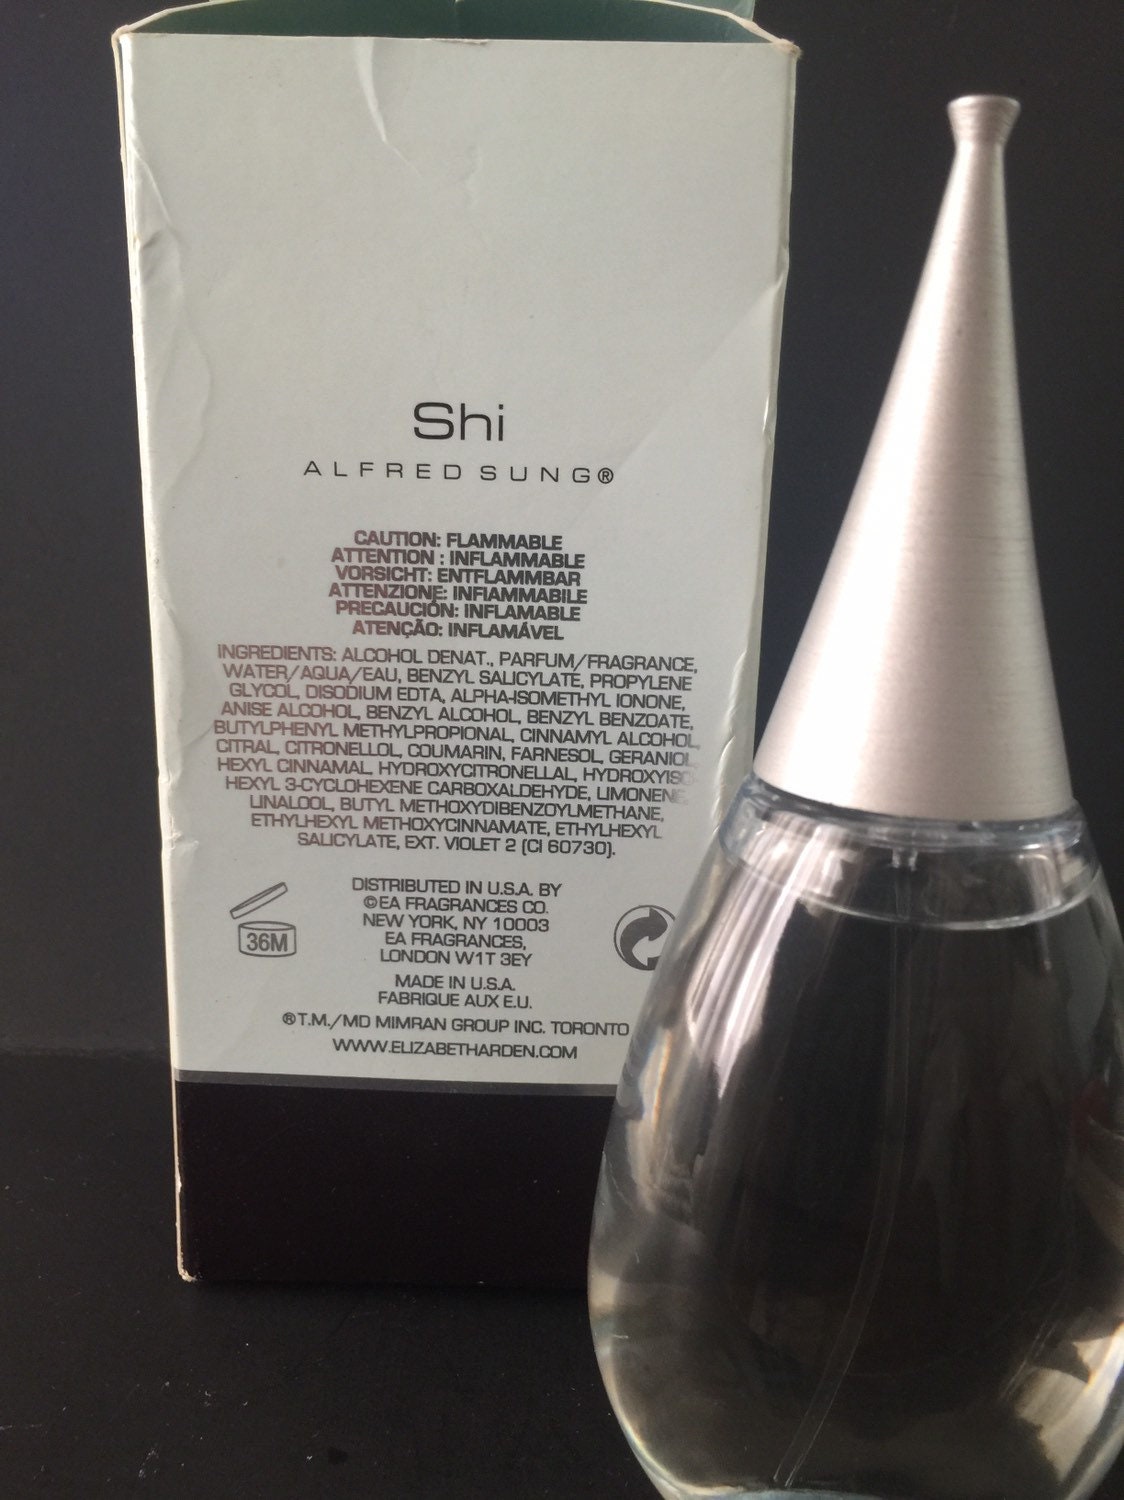 Shi
ALFRED SUNG®
CAUTION: FLAMMABLE
ATTENTION : INFLAMMABLE
VORSICHT: ENTFLAMMBAR
ATTENZIONE: INFIAMMABILE
PRECAUCIÓN: INFLAMABLE
ATENÇÃO: INFLAMÁVEL
INGREDIENTS: ALCOHOL DENAT., PARFUM/FRAGRANCE,
WATER/AQUA/EAU, BENZYL SALICYLATE, PROPYLENE
GLYCOL, DISODIUM EDTA, ALPHA-ISOMETHYL IONONE,
ANISE ALCOHOL, BENZYL ALCOHOL, BENZYL BENZOATE,
BUTYLPHENYL METHYLPROPIONAL, CINNAMYL ALCOHOL,
CITRAL, CITRONELLOL, COUMARIN, FARNESOL, GERANIOL,
HEXYL CINNAMAL, HYDROXYCITRONELLAL, HYDROXYISO
HEXYL 3-CYCLOHEXENE CARBOXALDEHYDE, LIMONENE,
LINALOOL, BUTYL METHOXYDIBENZOYLMETHANE,
ETHYLHEXYL METHOXYCINNAMATE, ETHYLHEXYL
SALICYLATE, EXT. VIOLET 2 (CI 60730).
36M
DISTRIBUTED IN U.S.A. BY
©EA FRAGRANCES CO.
NEW YORK, NY 10003
EA FRAGRANCES,
LONDON W1T 3EY
MADE IN U.S.A.
FABRIQUE AUX E.U.
®T.M./MD MIMRAN GROUP INC. TORONTO
WWW.ELIZABETHARDEN.COM